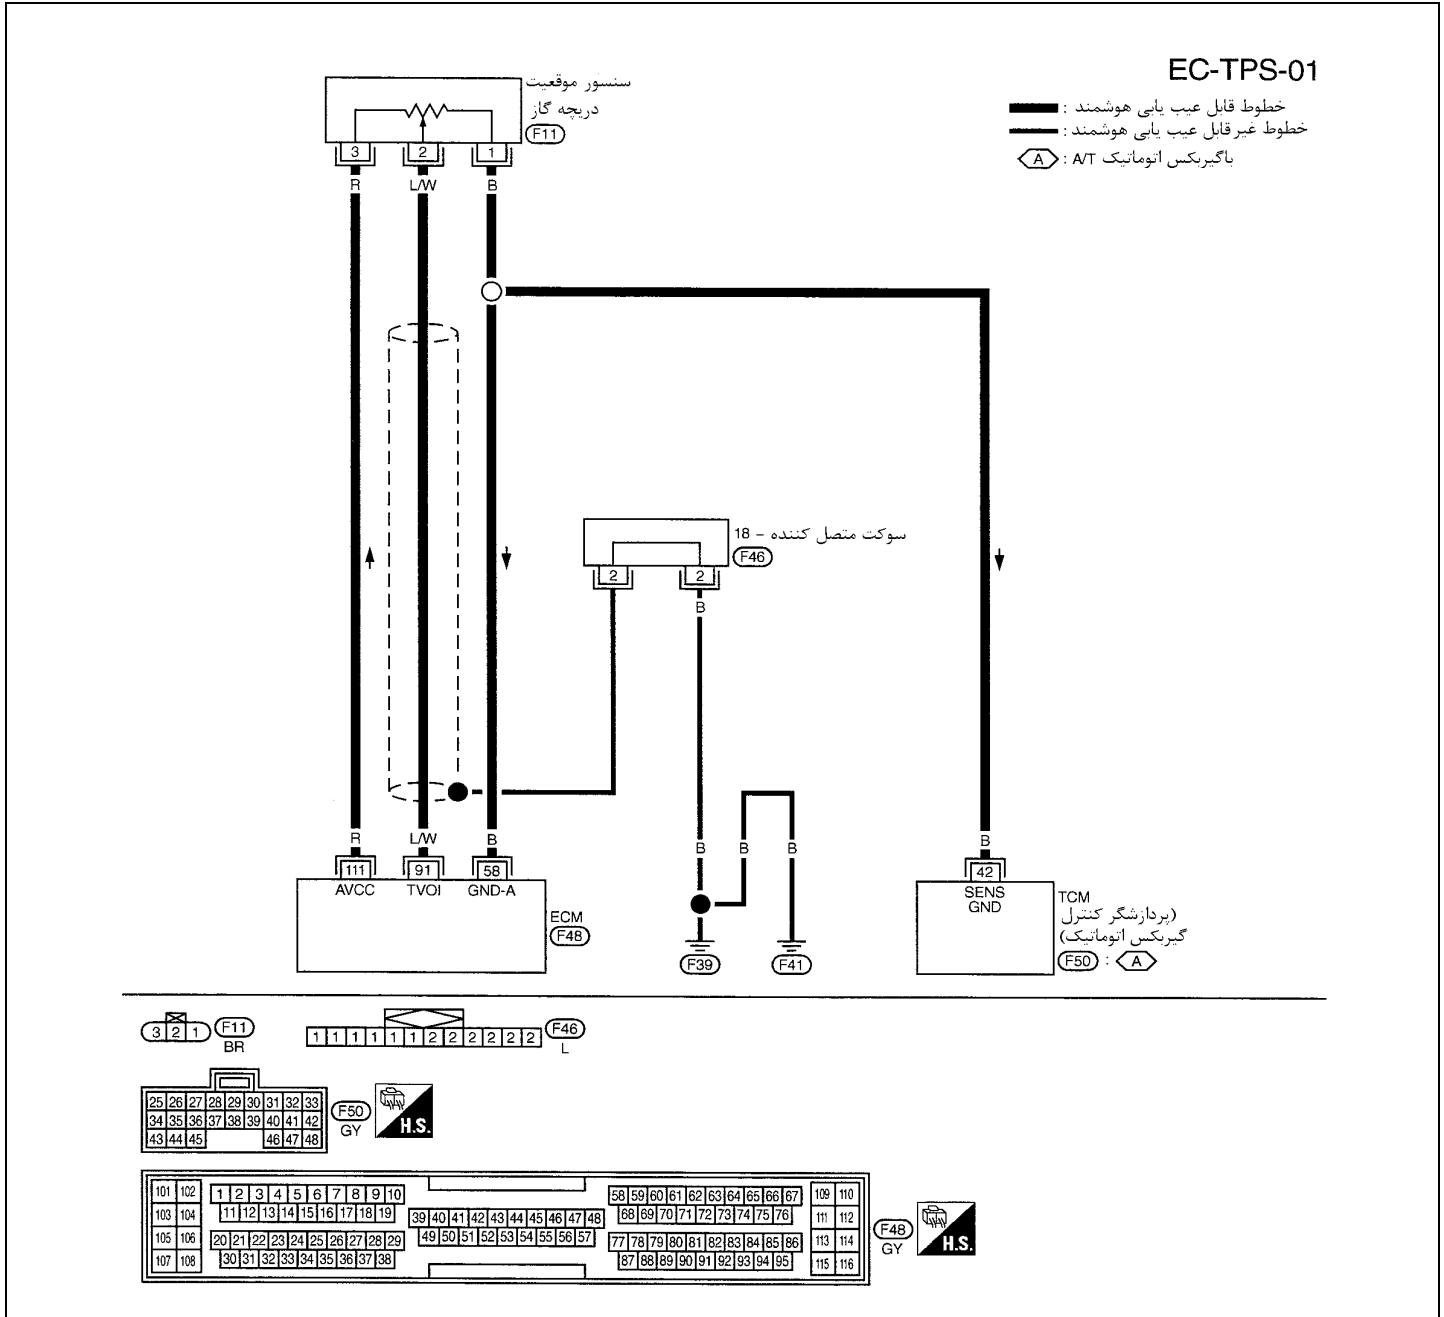 EC-TPS-01
خطوط قابل عیب یابی هوشمند :
خطوط غیر قابل عیب یابی هوشمند :
A : A/T باگیربکس اتوماتیک
سنسور موقعیت
دریچه گاز
F11
3 2 1
R L/W B
سوکت متصل کننده - 18
F46
2 2
B
R L/W B B B B B
111 91 58 42
AVCC TVOI GND-A
SENS
GND
ECM
F48
F39 F41
TCM
(پردازشگر کنترل
گیربکس اتوماتیک)
F50 : A
3 2 1 F11
BR
1 1 1 1 1 1 2 2 2 2 2 2 F46
L
25 26 27 28 29 30 31 32 33
34 35 36 37 38 39 40 41 42
43 44 45 46 47 48
F50
GY
H.S.
101 102
103 104
105 106
107 108
1 2 3 4 5 6 7 8 9 10
11 12 13 14 15 16 17 18 19
20 21 22 23 24 25 26 27 28 29
30 31 32 33 34 35 36 37 38
39 40 41 42 43 44 45 46 47 48
49 50 51 52 53 54 55 56 57
58 59 60 61 62 63 64 65 66 67
68 69 70 71 72 73 74 75 76
77 78 79 80 81 82 83 84 85 86
87 88 89 90 91 92 93 94 95
109 110
111 112
113 114
115 116
F48
GY
H.S.